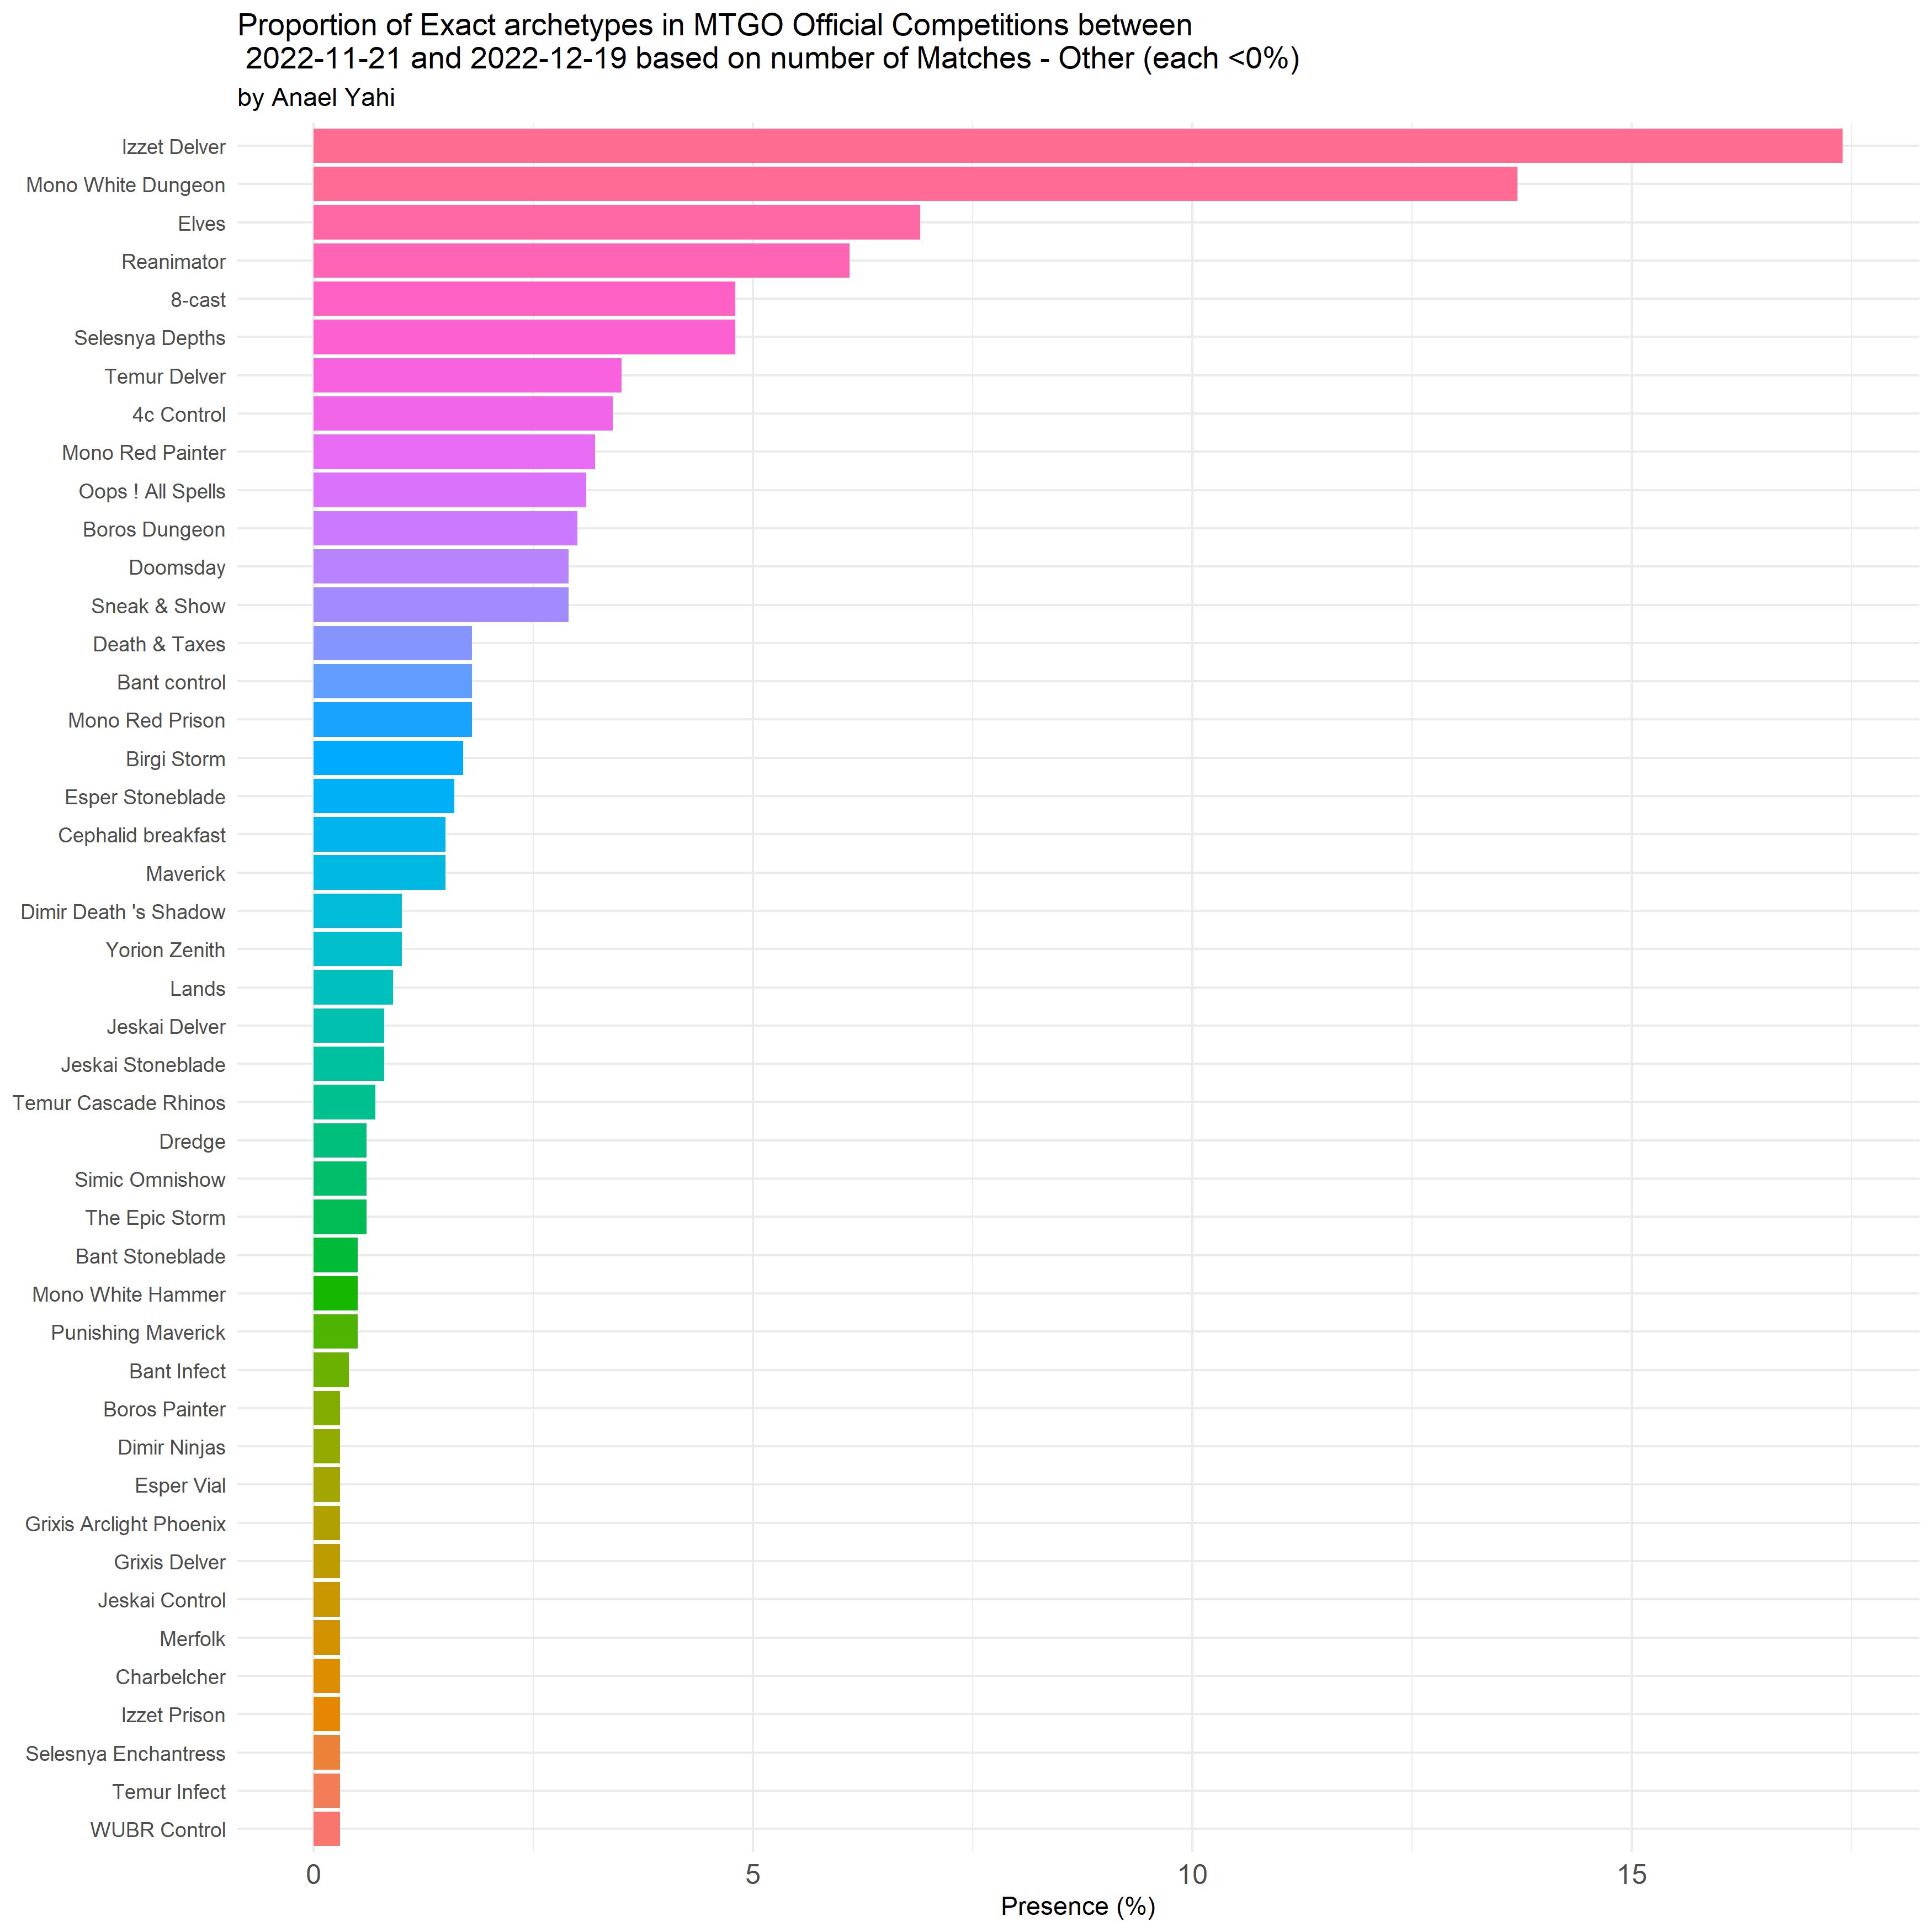 Proportion of Exact archetypes in MTGO Official Competitions between
2022-11-21 and 2022-12-19 based on number of Matches - Other (each <0%)
by Anael Yahi
Izzet Delver
Mono White Dungeon
Elves
Reanimator
8-cast
Selesnya Depths
Temur Delver
4c Control
Mono Red Painter
Oops ! All Spells
Boros Dungeon
Doomsday
Sneak & Show
Death & Taxes
Bant control
Mono Red Prison
Birgi Storm
Esper Stoneblade
Cephalid breakfast
Maverick
Dimir Death 's Shadow
Yorion Zenith
Lands
Jeskai Delver
Jeskai Stoneblade
Temur Cascade Rhinos
Dredge
Simic Omnishow
The Epic Storm
Bant Stoneblade
Mono White Hammer
Punishing Maverick
Bant Infect
Boros Painter
Dimir Ninjas
Esper Vial
Grixis Arclight Phoenix
Grixis Delver
Jeskai Control
Merfolk
Charbelcher
Izzet Prison
Selesnya Enchantress
Temur Infect
WUBR Control
0 5 10 15
Presence (%)